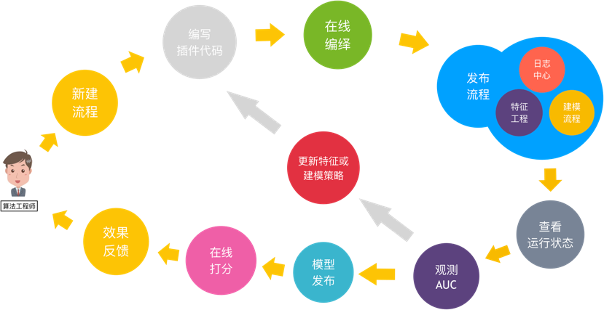 新建
流程
编写
插件代码
在线
编绎
发布
流程
日志
中心
特征
工程
建模
流程
查看
运行状态
观测
AUC
更新特征或
建模策略
模型
发布
在线
打分
效果
反馈
算法工程师